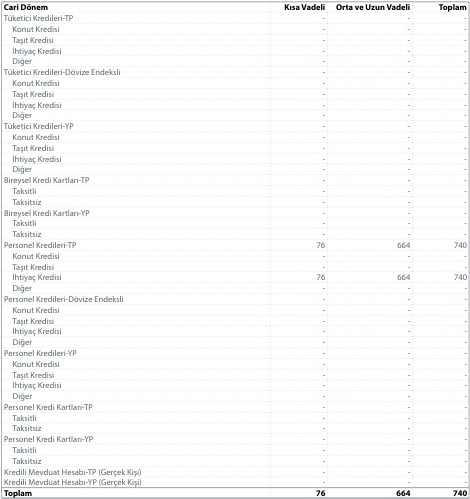 Cari Dönem Kısa Vadeli Orta ve Uzun Vadeli Toplam
Tüketici Kredileri-TP - - -
Konut Kredisi - - -
Taşıt Kredisi - - -
İhtiyaç Kredisi - - -
Diğer - - -
Tüketici Kredileri-Dövize Endeksli - - -
Konut Kredisi - - -
Taşıt Kredisi - - -
İhtiyaç Kredisi - - -
Diğer - - -
Tüketici Kredileri-YP - - -
Konut Kredisi - - -
Taşıt Kredisi - - -
İhtiyaç Kredisi - - -
Diğer - - -
Bireysel Kredi Kartları-TP - - -
Taksitli - - -
Taksitsiz - - -
Bireysel Kredi Kartları-YP - - -
Taksitli - - -
Taksitsiz - - -
Personel Kredileri-TP 76 664 740
Konut Kredisi - - -
Taşıt Kredisi - - -
İhtiyaç Kredisi 76 664 740
Diğer - - -
Personel Kredileri-Dövize Endeksli - - -
Konut Kredisi - - -
Taşıt Kredisi - - -
İhtiyaç Kredisi - - -
Diğer - - -
Personel Kredileri-YP - - -
Konut Kredisi - - -
Taşıt Kredisi - - -
İhtiyaç Kredisi - - -
Diğer - - -
Personel Kredi Kartları-TP - - -
Taksitli - - -
Taksitsiz - - -
Personel Kredi Kartları-YP - - -
Taksitli - - -
Taksitsiz - - -
Kredili Mevduat Hesabı-TP (Gerçek Kişi) - - -
Kredili Mevduat Hesabı-YP (Gerçek Kişi) - - -
Toplam 76 664 740